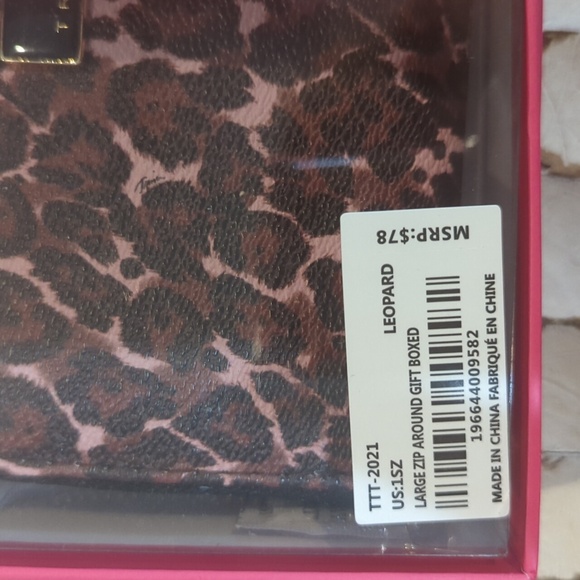 TTT-2021 LEOPARD
US:1SZ
LARGE ZIP AROUND GIFT BOXED
196644009582
MADE IN CHINA FABRIQUÉ EN CHINE
MSRP:$78